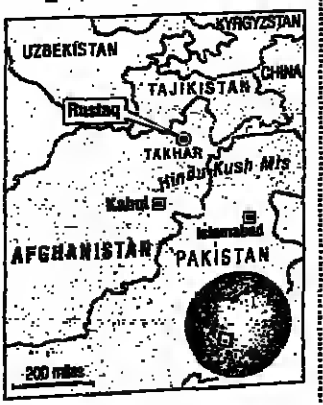 KYRGYZSTAN
UZBEKISTAN
CHINA
TAJIKISTAN
Rustaq
TAKHAR
Hindu Kush Mts
Kabul
Islamabad
AFGHANISTAN
PAKISTAN
200 miles